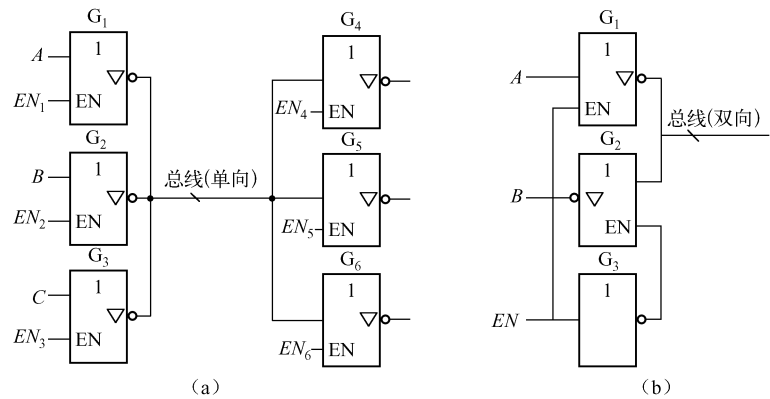 G₁
1
A
▽
EN₁
EN
G₂
1
B
▽
EN₂
EN
G₃
1
C
▽
EN₃
EN
总线(单向)
G₄
1
▽
EN₄
EN
G₅
1
▽
EN₅
EN
G₆
1
▽
EN₆
EN
(a)
G₁
1
A
▽
EN
总线(双向)
G₂
1
B
▽
EN
G₃
1
EN
(b)